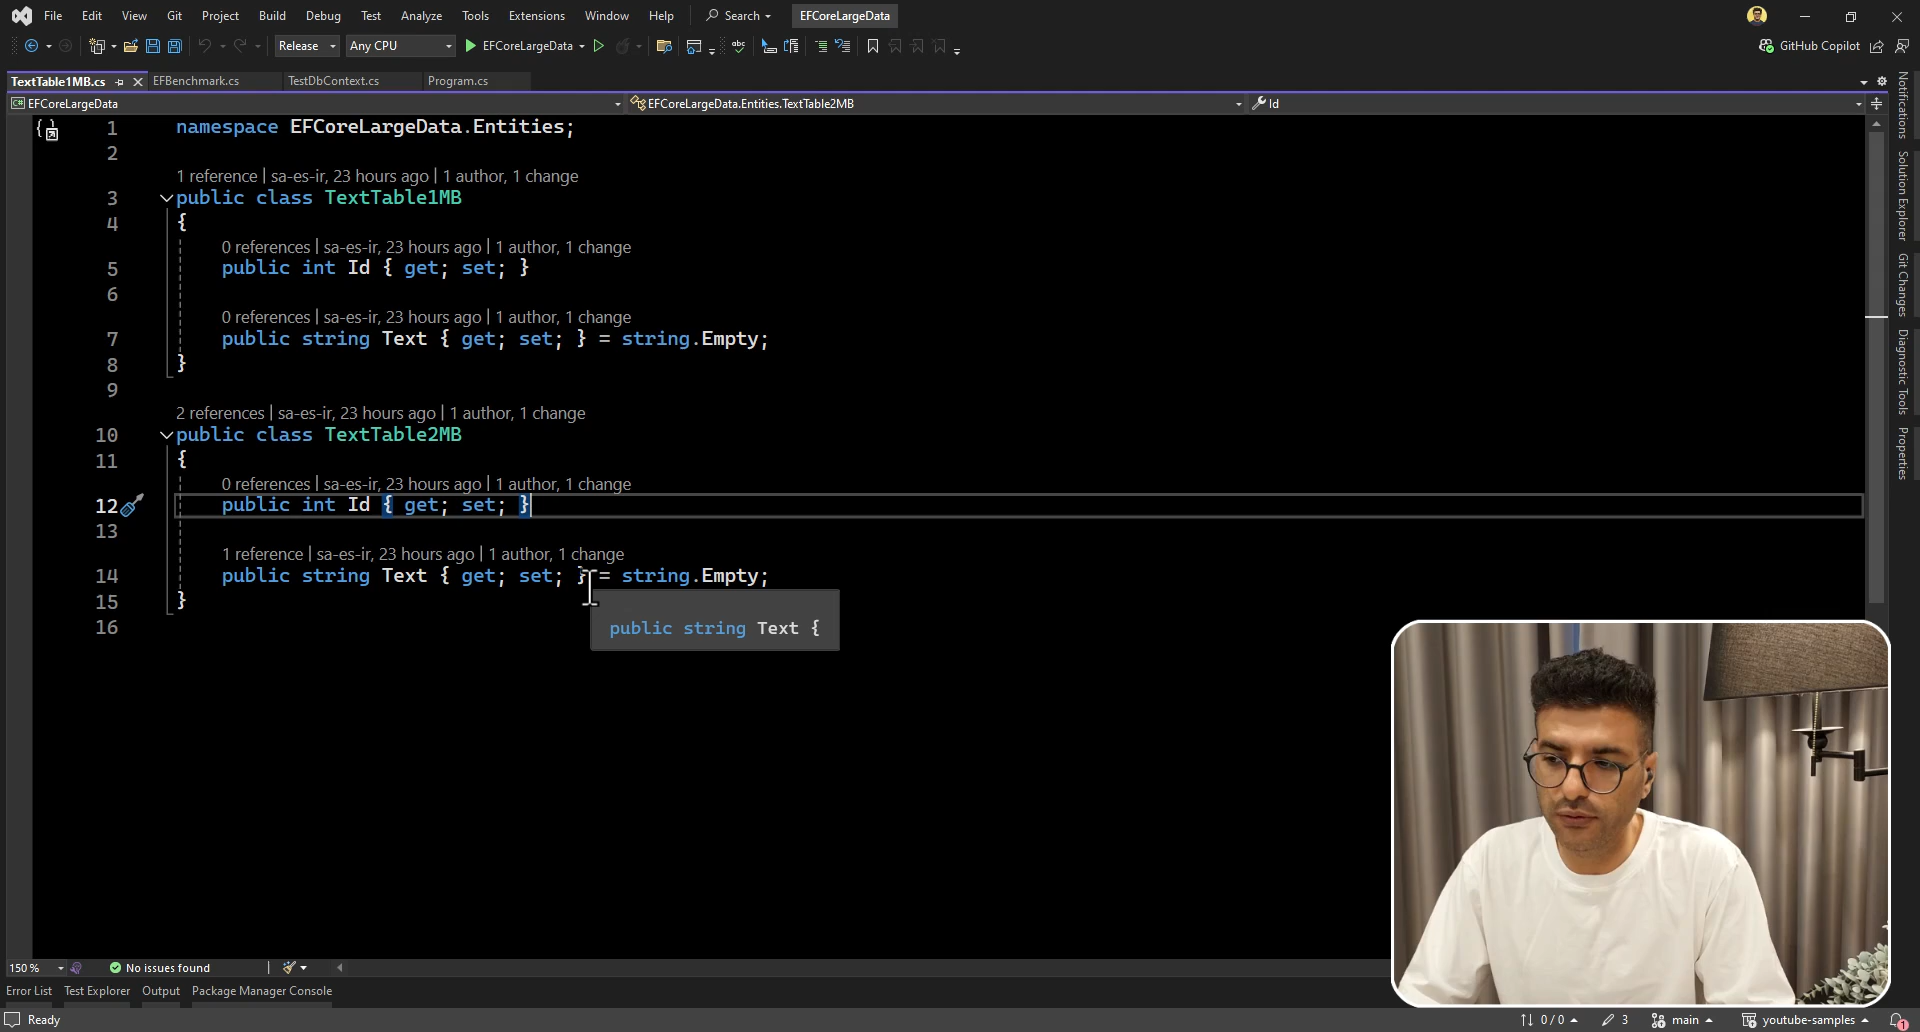 File Edit View Git Project Build Debug Test Analyze Tools Extensions Window Help Search EFCoreLargeData
Release Any CPU EFCoreLargeData GitHub Copilot
TextTable1MB.cs EFBenchmark.cs TestDbContext.cs Program.cs
EFCoreLargeData EFCoreLargeData.Entities.TextTable2MB Id
1 namespace EFCoreLargeData.Entities;
2
1 reference | sa-es-ir, 23 hours ago | 1 author, 1 change
3 public class TextTable1MB
4 {
0 references | sa-es-ir, 23 hours ago | 1 author, 1 change
5 public int Id { get; set; }
6
0 references | sa-es-ir, 23 hours ago | 1 author, 1 change
7 public string Text { get; set; } = string.Empty;
8 }
9
2 references | sa-es-ir, 23 hours ago | 1 author, 1 change
10 public class TextTable2MB
11 {
0 references | sa-es-ir, 23 hours ago | 1 author, 1 change
12 public int Id { get; set; }
13
1 reference | sa-es-ir, 23 hours ago | 1 author, 1 change
14 public string Text { get; set; } = string.Empty;
15 }
public string Text {
16
Notifications
Solution Explorer
Git Changes
Diagnostic Tools
Properties
150 % No issues found
Error List Test Explorer Output Package Manager Console
Ready 0 / 0 3 main youtube-samples 1